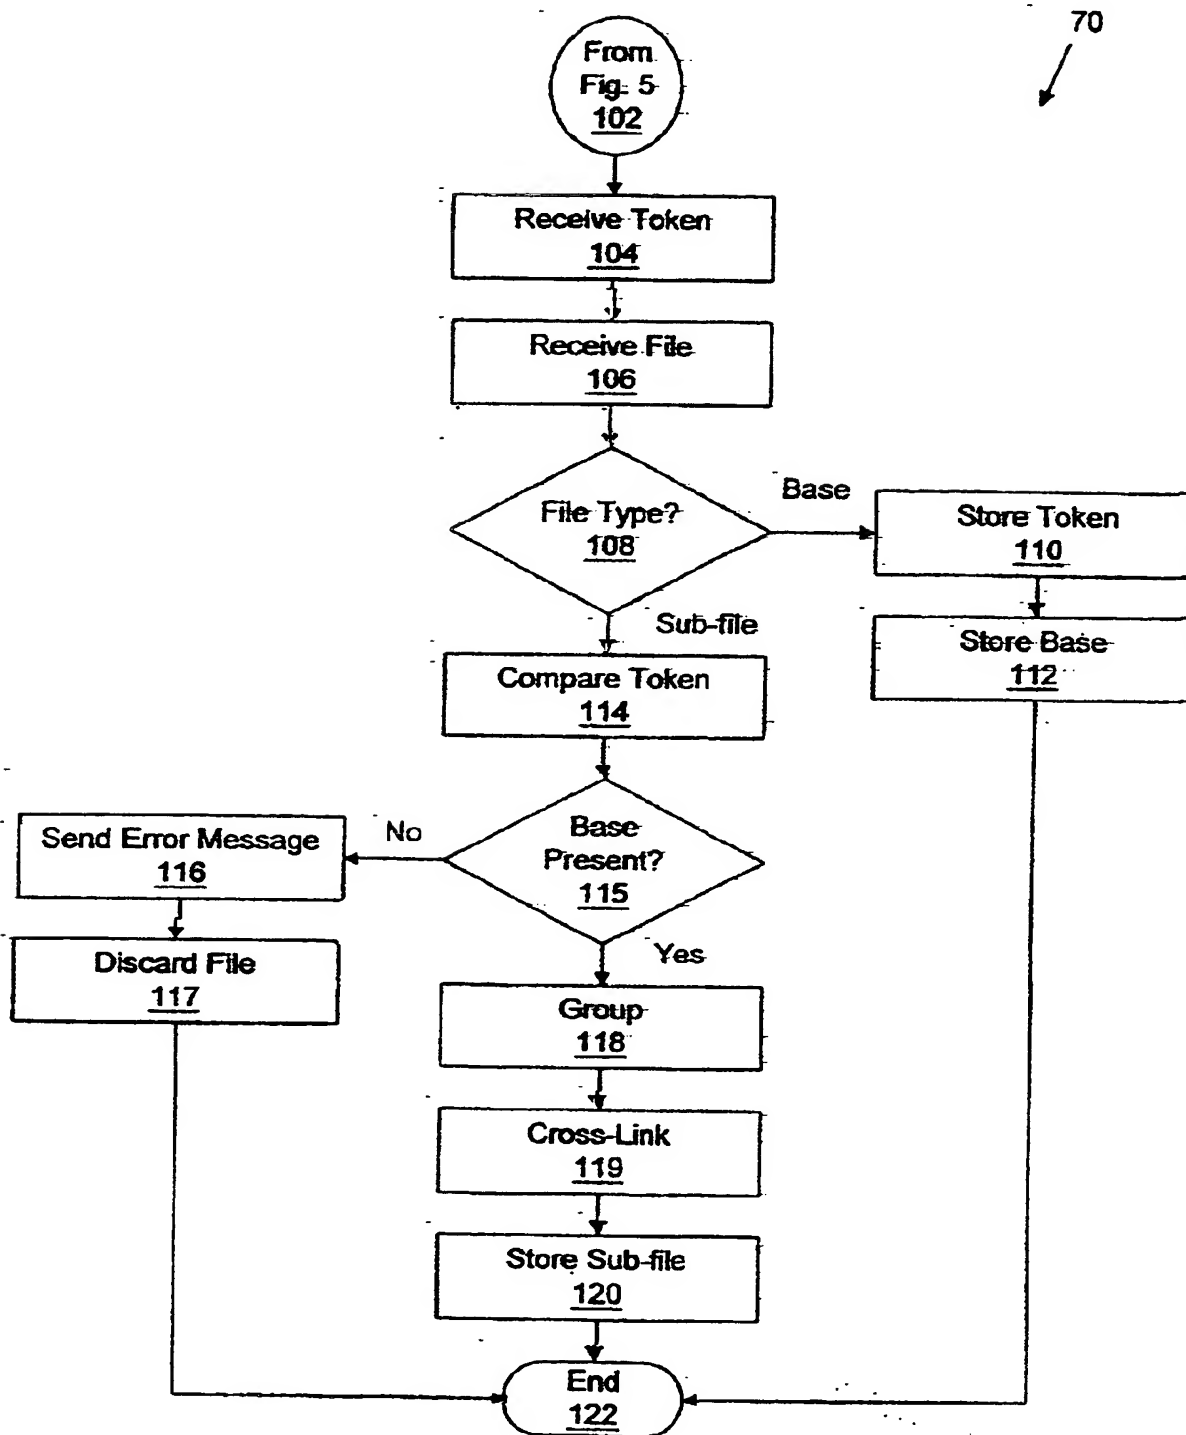 70
From
Fig. 5
102
Receive Token
104
Receive File
106
File Type?
108
Base
Store Token
110
Sub-file
Store Base
112
Compare Token
114
Base
Present?
115
No
Send Error Message
116
Yes
Discard File
117
Group
118
Cross-Link
119
Store Sub-file
120
End
122